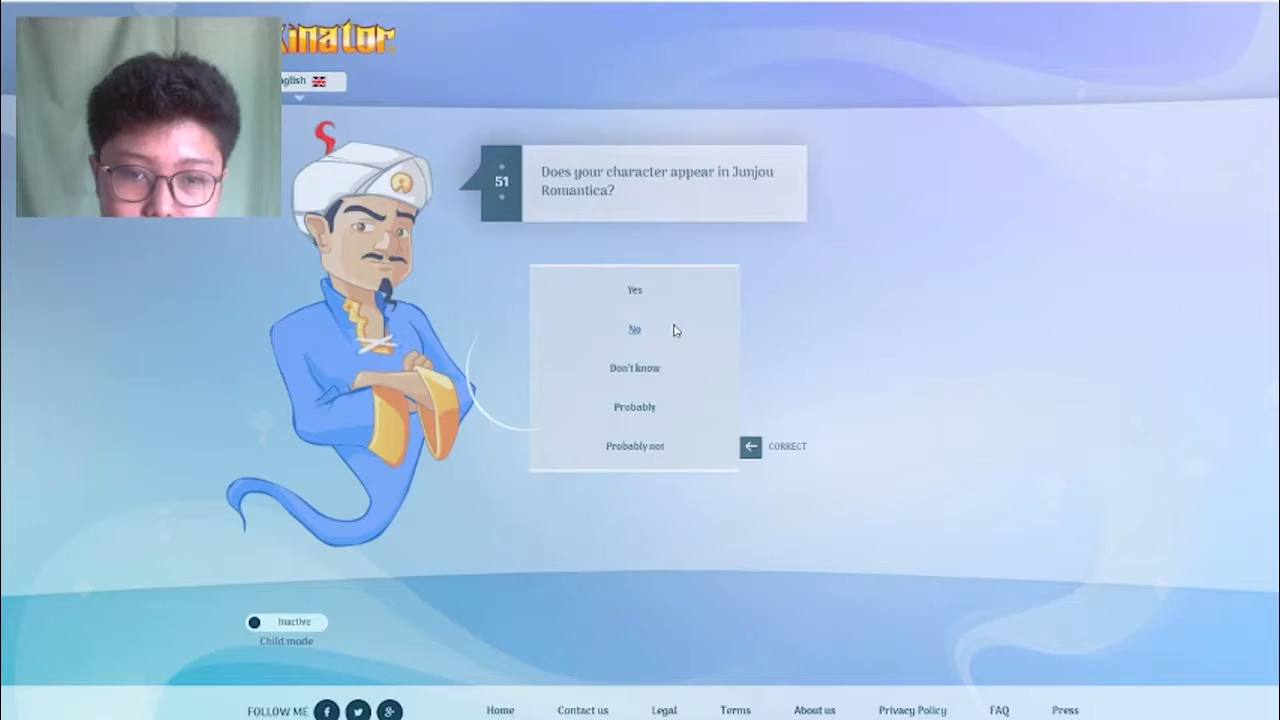 kinator
nglish
51
Does your character appear in Junjou
Romantica?
Yes
No
Don't know
Probably
Probably not
CORRECT
Inactive
Child mode
FOLLOW ME
Home
Contact us
Legal
Terms
About us
Privacy Policy
FAQ
Press